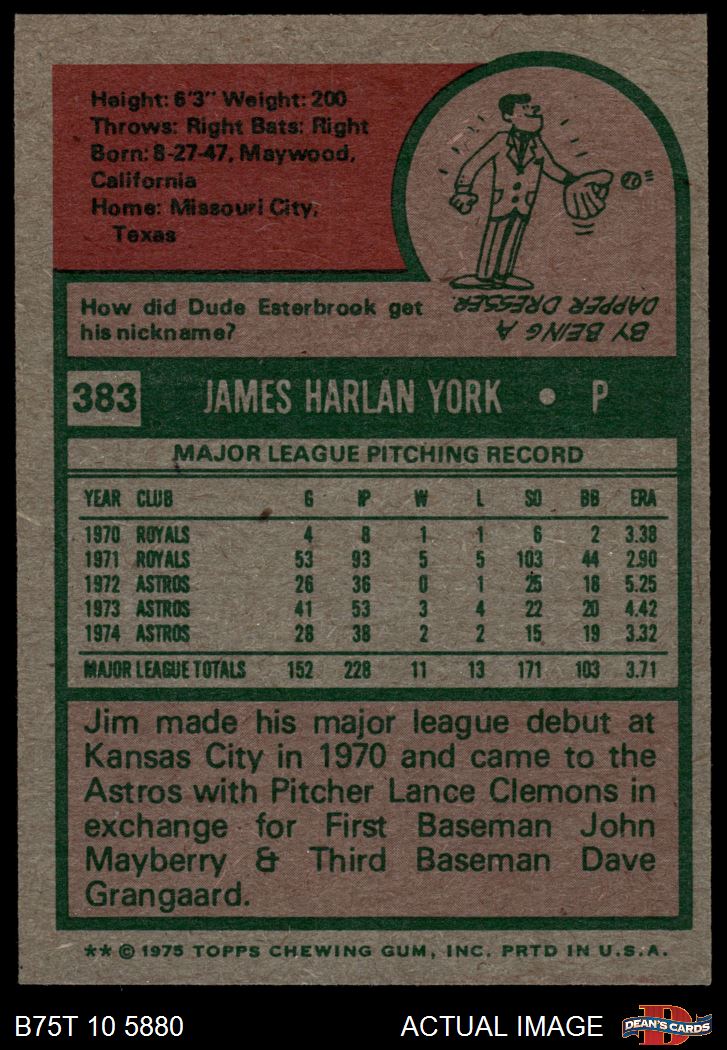 Height: 6'3" Weight: 200
Throws: Right Bats: Right
Born: 8-27-47, Maywood,
California
Home: Missouri City,
Texas
How did Dude Esterbrook get
his nickname?
BY BEING A
DAPPER DRESSER.
383 JAMES HARLAN YORK • P
MAJOR LEAGUE PITCHING RECORD
YEAR CLUB G IP W L SO BB ERA
1970 ROYALS 4 8 1 1 6 2 3.38
1971 ROYALS 53 93 5 5 103 44 2.90
1972 ASTROS 26 36 0 1 25 18 5.25
1973 ASTROS 41 53 3 4 22 20 4.42
1974 ASTROS 28 38 2 2 15 19 3.32
MAJOR LEAGUE TOTALS 152 228 11 13 171 103 3.71
Jim made his major league debut at
Kansas City in 1970 and came to the
Astros with Pitcher Lance Clemons in
exchange for First Baseman John
Mayberry & Third Baseman Dave
Grangaard.
** © 1975 TOPPS CHEWING GUM, INC. PRTD IN U.S.A.
B75T 10 5880 ACTUAL IMAGE D DEAN'S CARDS